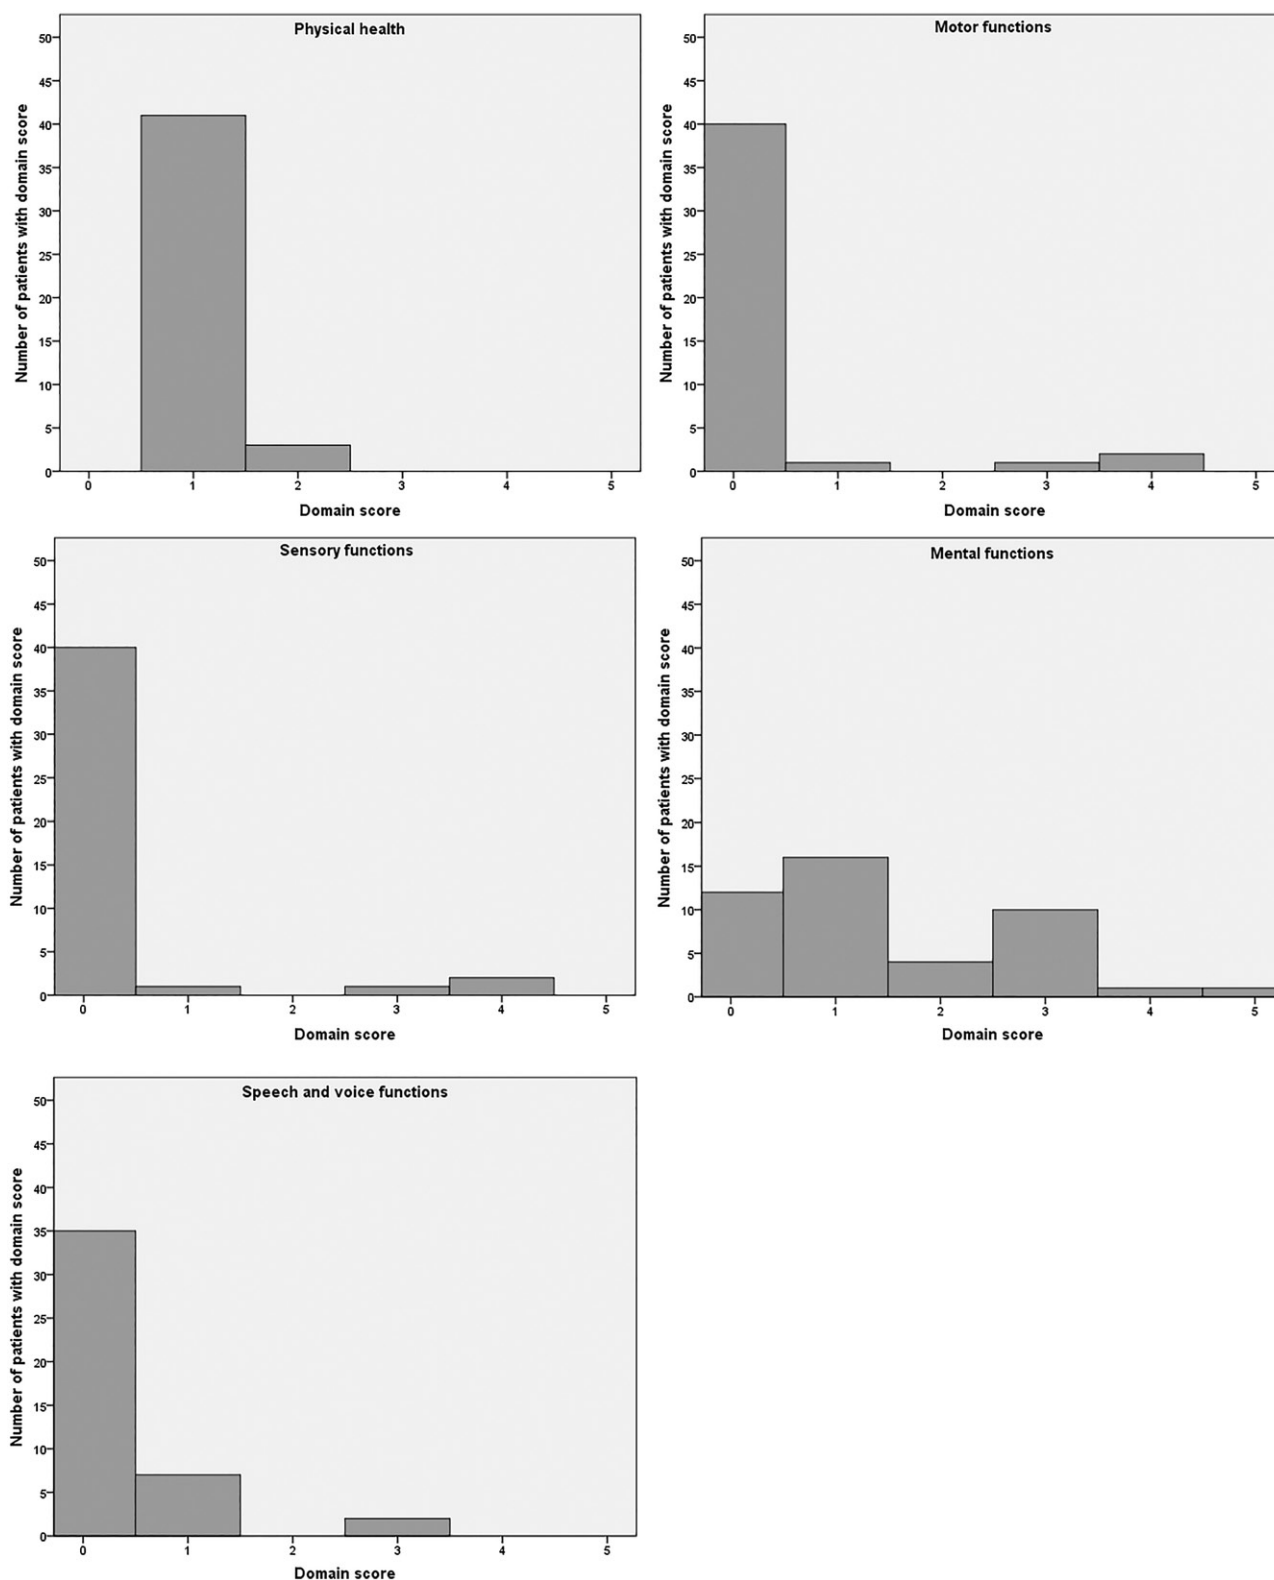 Physical health
Number of patients with domain score
50
45
40
35
30
25
20
15
10
5
0
0 1 2 3 4 5
Domain score
Motor functions
Number of patients with domain score
50
45
40
35
30
25
20
15
10
5
0
0 1 2 3 4 5
Domain score
Sensory functions
Number of patients with domain score
50
45
40
35
30
25
20
15
10
5
0
0 1 2 3 4 5
Domain score
Mental functions
Number of patients with domain score
50
45
40
35
30
25
20
15
10
5
0
0 1 2 3 4 5
Domain score
Speech and voice functions
Number of patients with domain score
50
45
40
35
30
25
20
15
10
5
0
0 1 2 3 4 5
Domain score